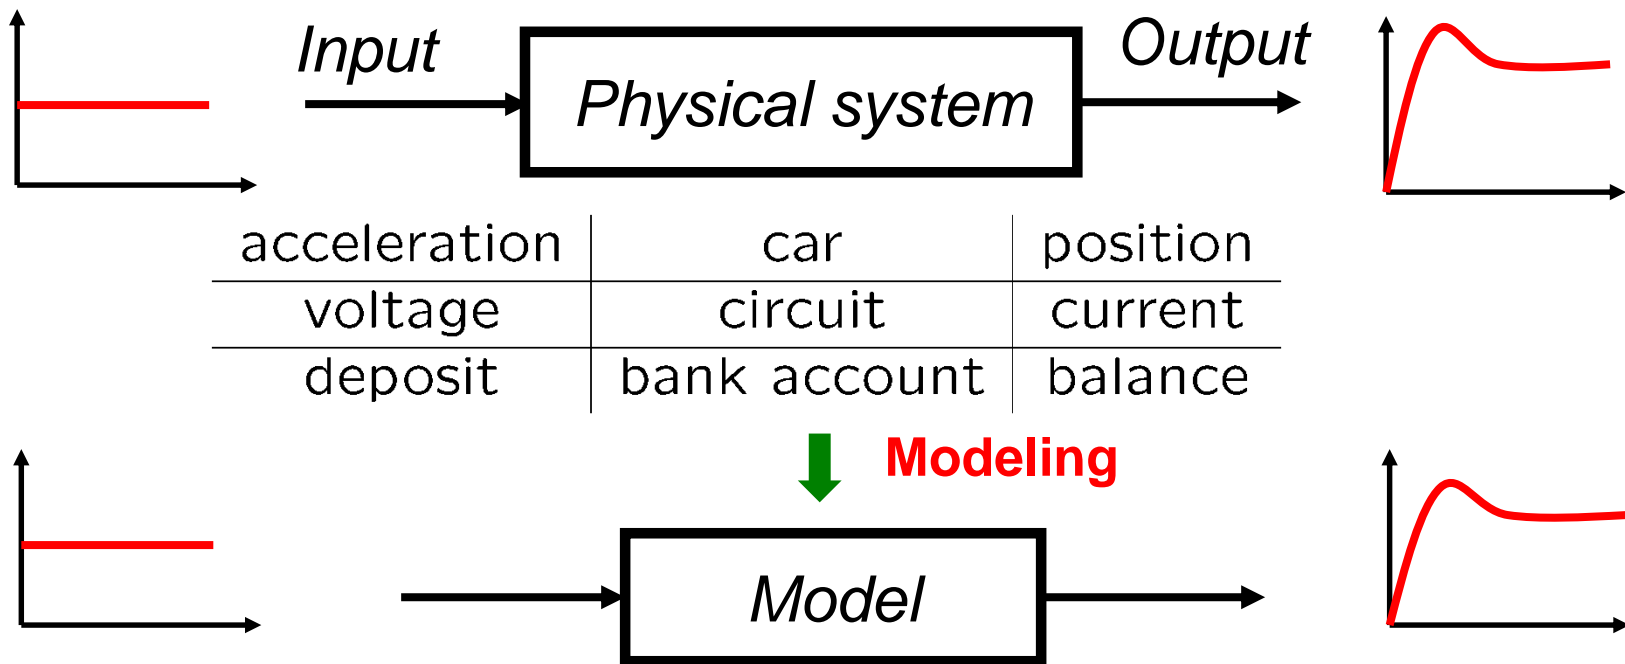 Input Physical system Output
acceleration car position
voltage circuit current
deposit bank account balance
Modeling
Model